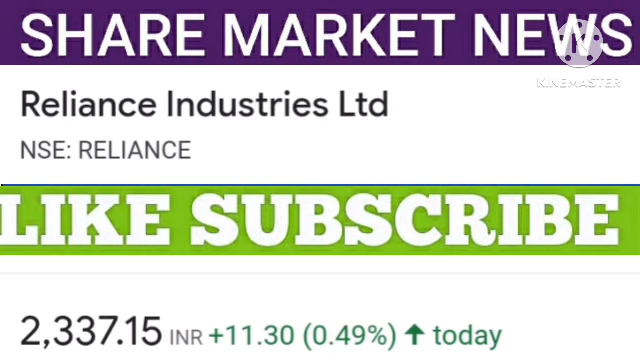 SHARE MARKET NEWS
KINEMASTER
Reliance Industries Ltd
NSE: RELIANCE
LIKE SUBSCRIBE
2,337.15 INR +11.30 (0.49%) ↑ today